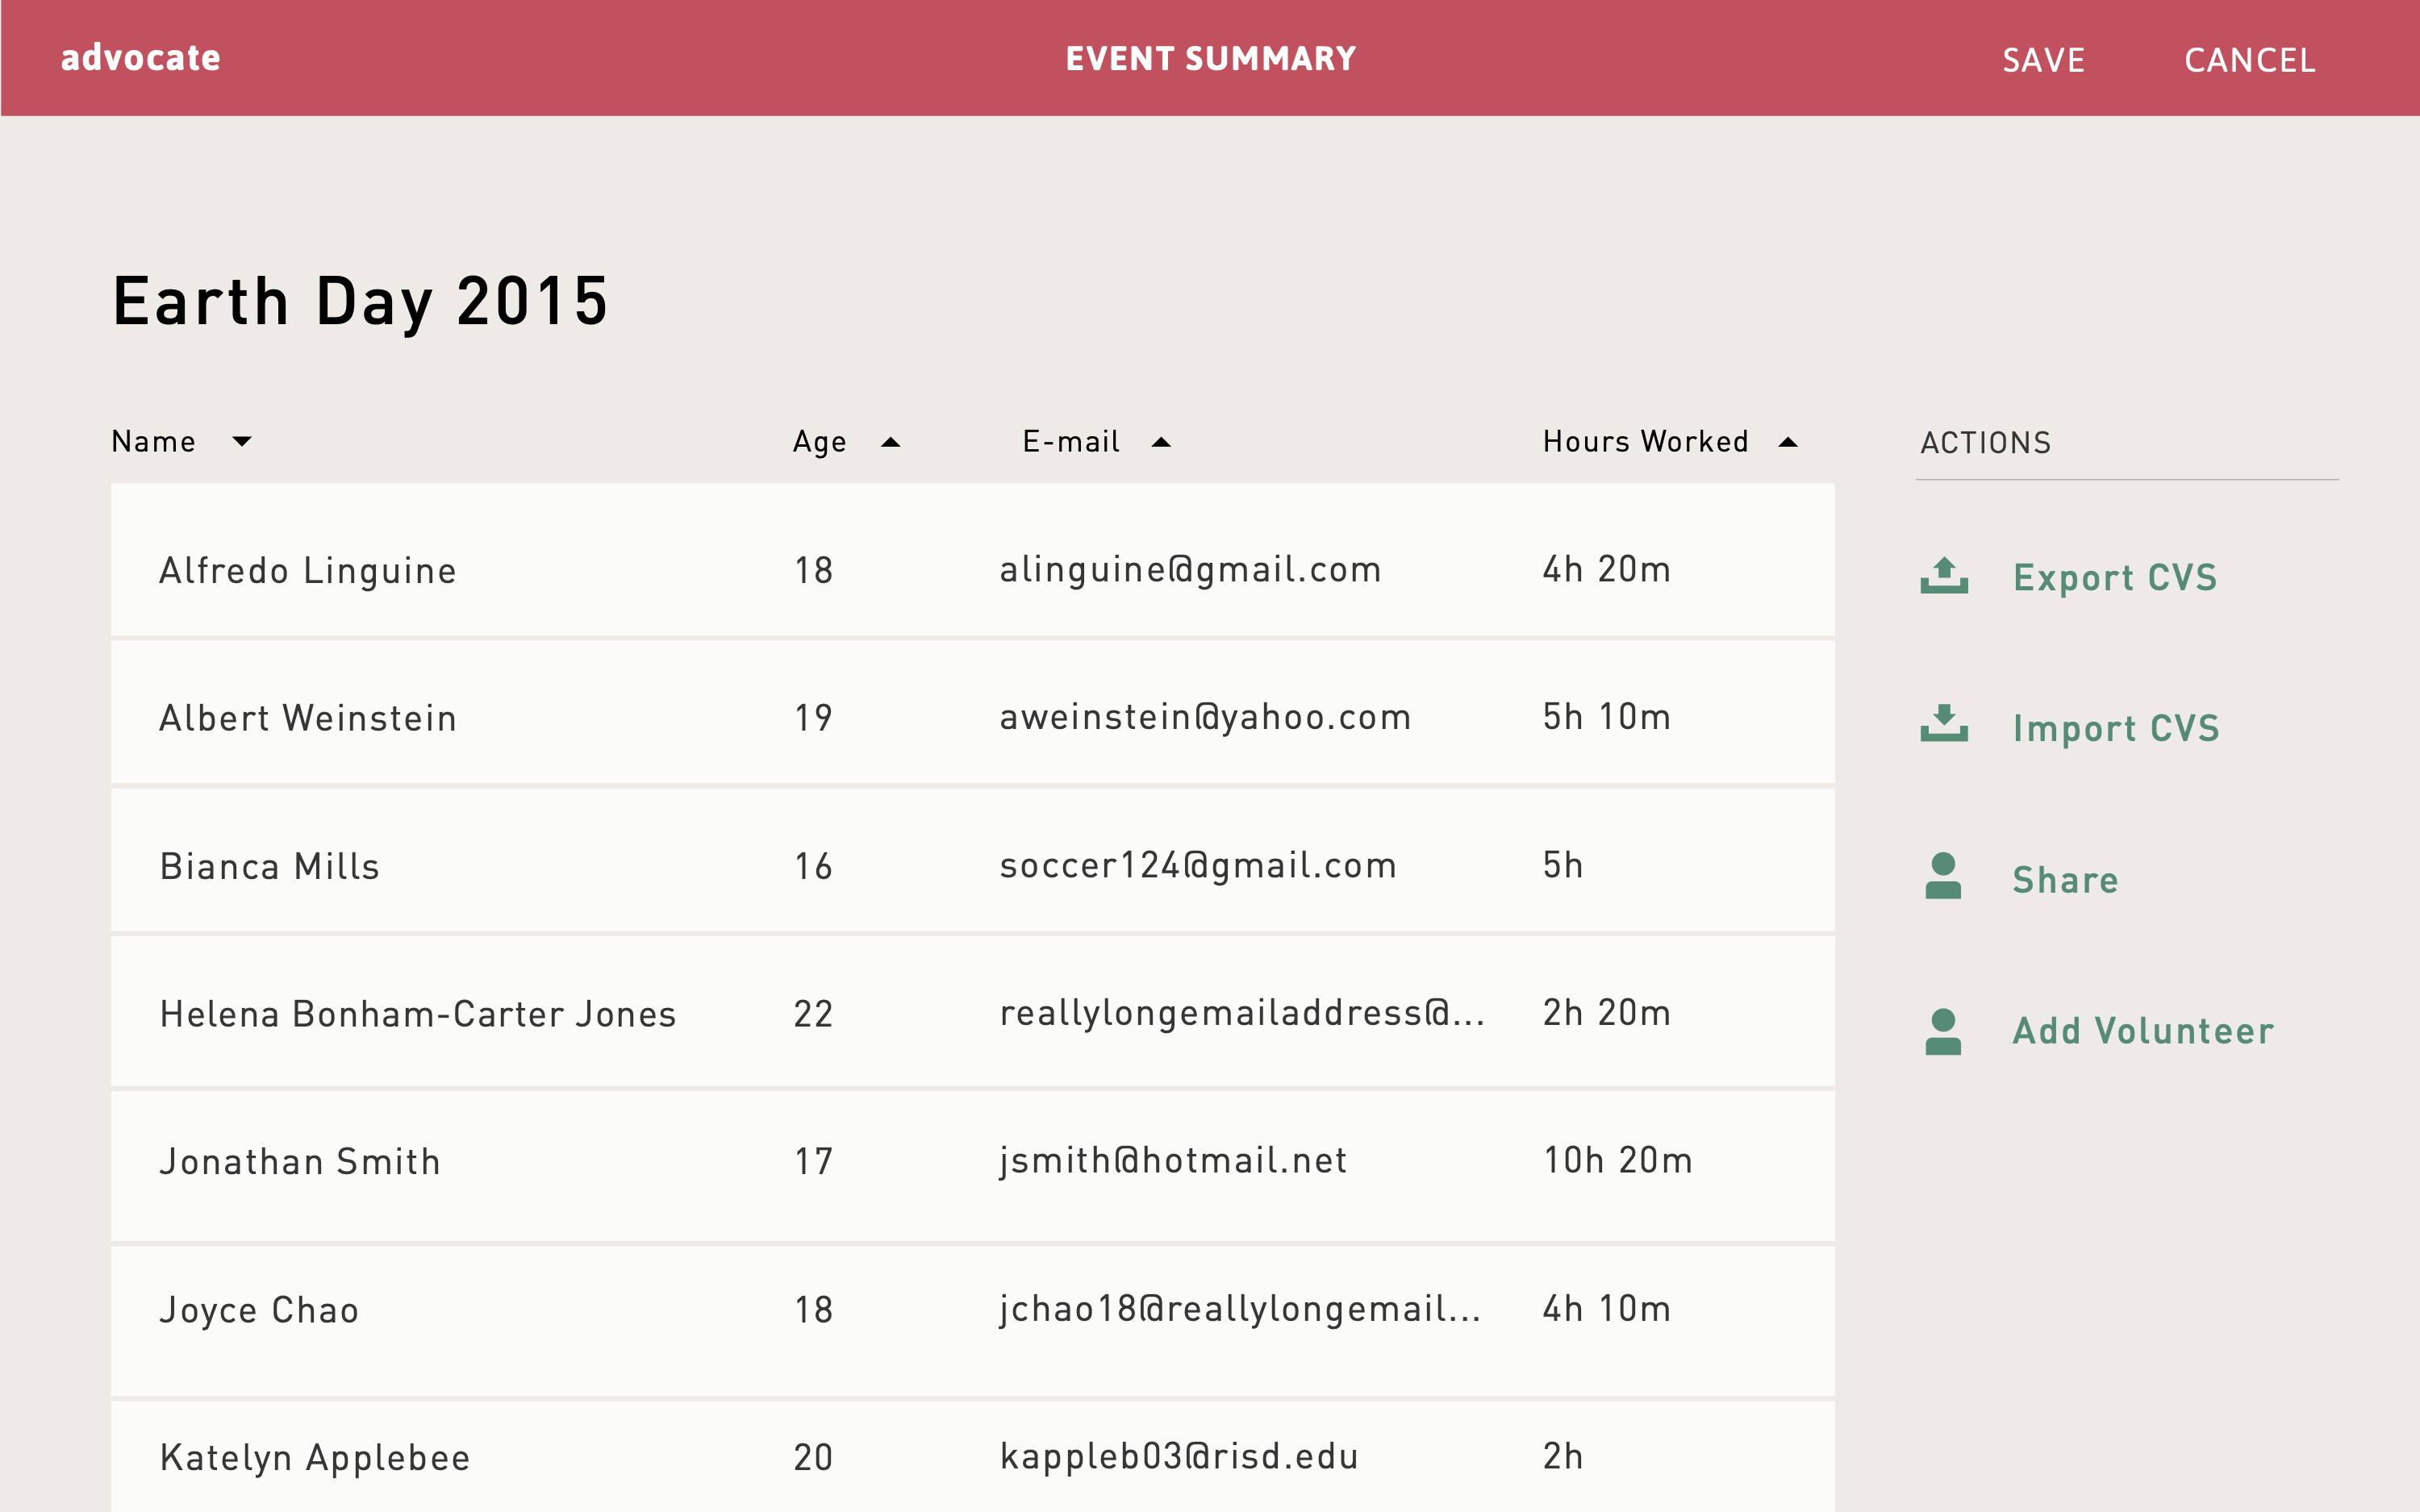 advocate EVENT SUMMARY SAVE CANCEL
Earth Day 2015
Name Age E-mail Hours Worked
Alfredo Linguine 18 alinguine@gmail.com 4h 20m
Albert Weinstein 19 aweinstein@yahoo.com 5h 10m
Bianca Mills 16 soccer124@gmail.com 5h
Helena Bonham-Carter Jones 22 reallylongemailaddress@... 2h 20m
Jonathan Smith 17 jsmith@hotmail.net 10h 20m
Joyce Chao 18 jchao18@reallylongemail... 4h 10m
Katelyn Applebee 20 kappleb03@risd.edu 2h
ACTIONS
Export CVS
Import CVS
Share
Add Volunteer